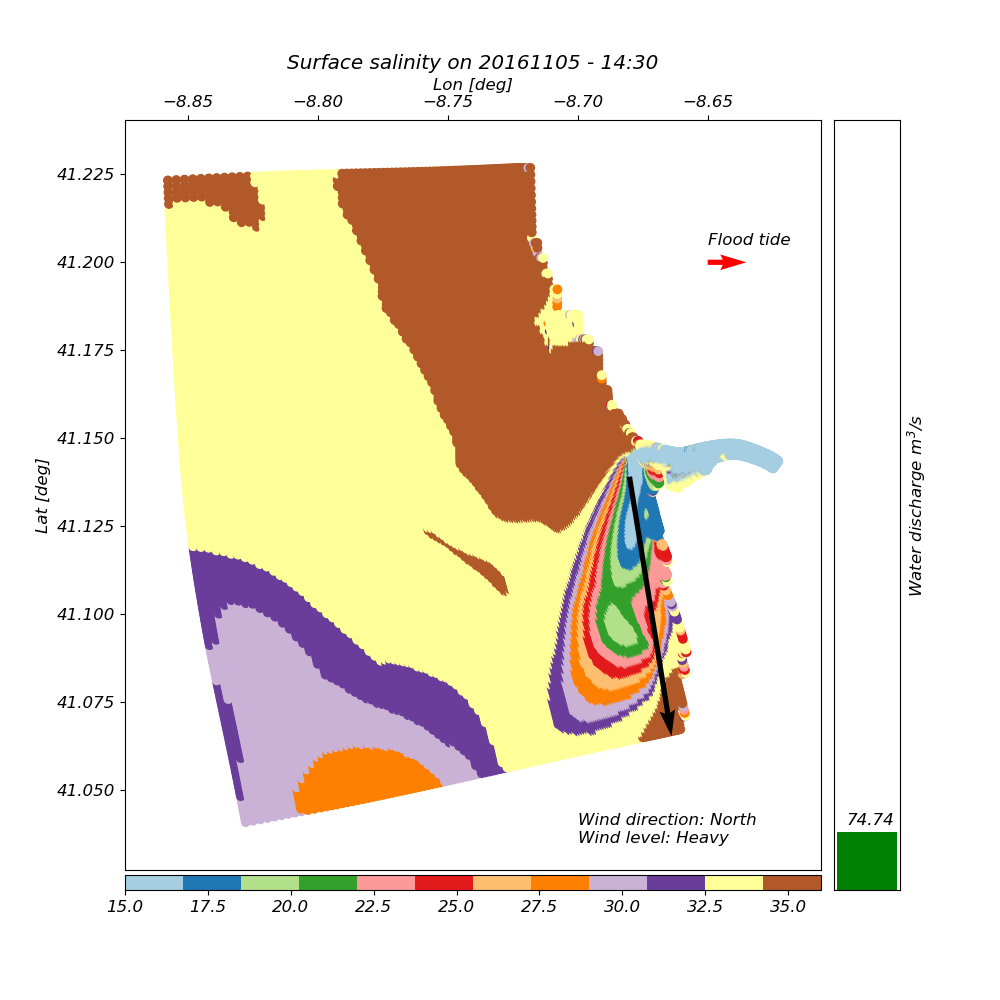 Surface salinity on 20161105 - 14:30
Lon [deg]
−8.85 −8.80 −8.75 −8.70 −8.65
41.225
41.200
41.175
41.150
41.125
41.100
41.075
41.050
Lat [deg]
Flood tide
Wind direction: North
Wind level: Heavy
15.0 17.5 20.0 22.5 25.0 27.5 30.0 32.5 35.0
74.74
Water discharge m³/s